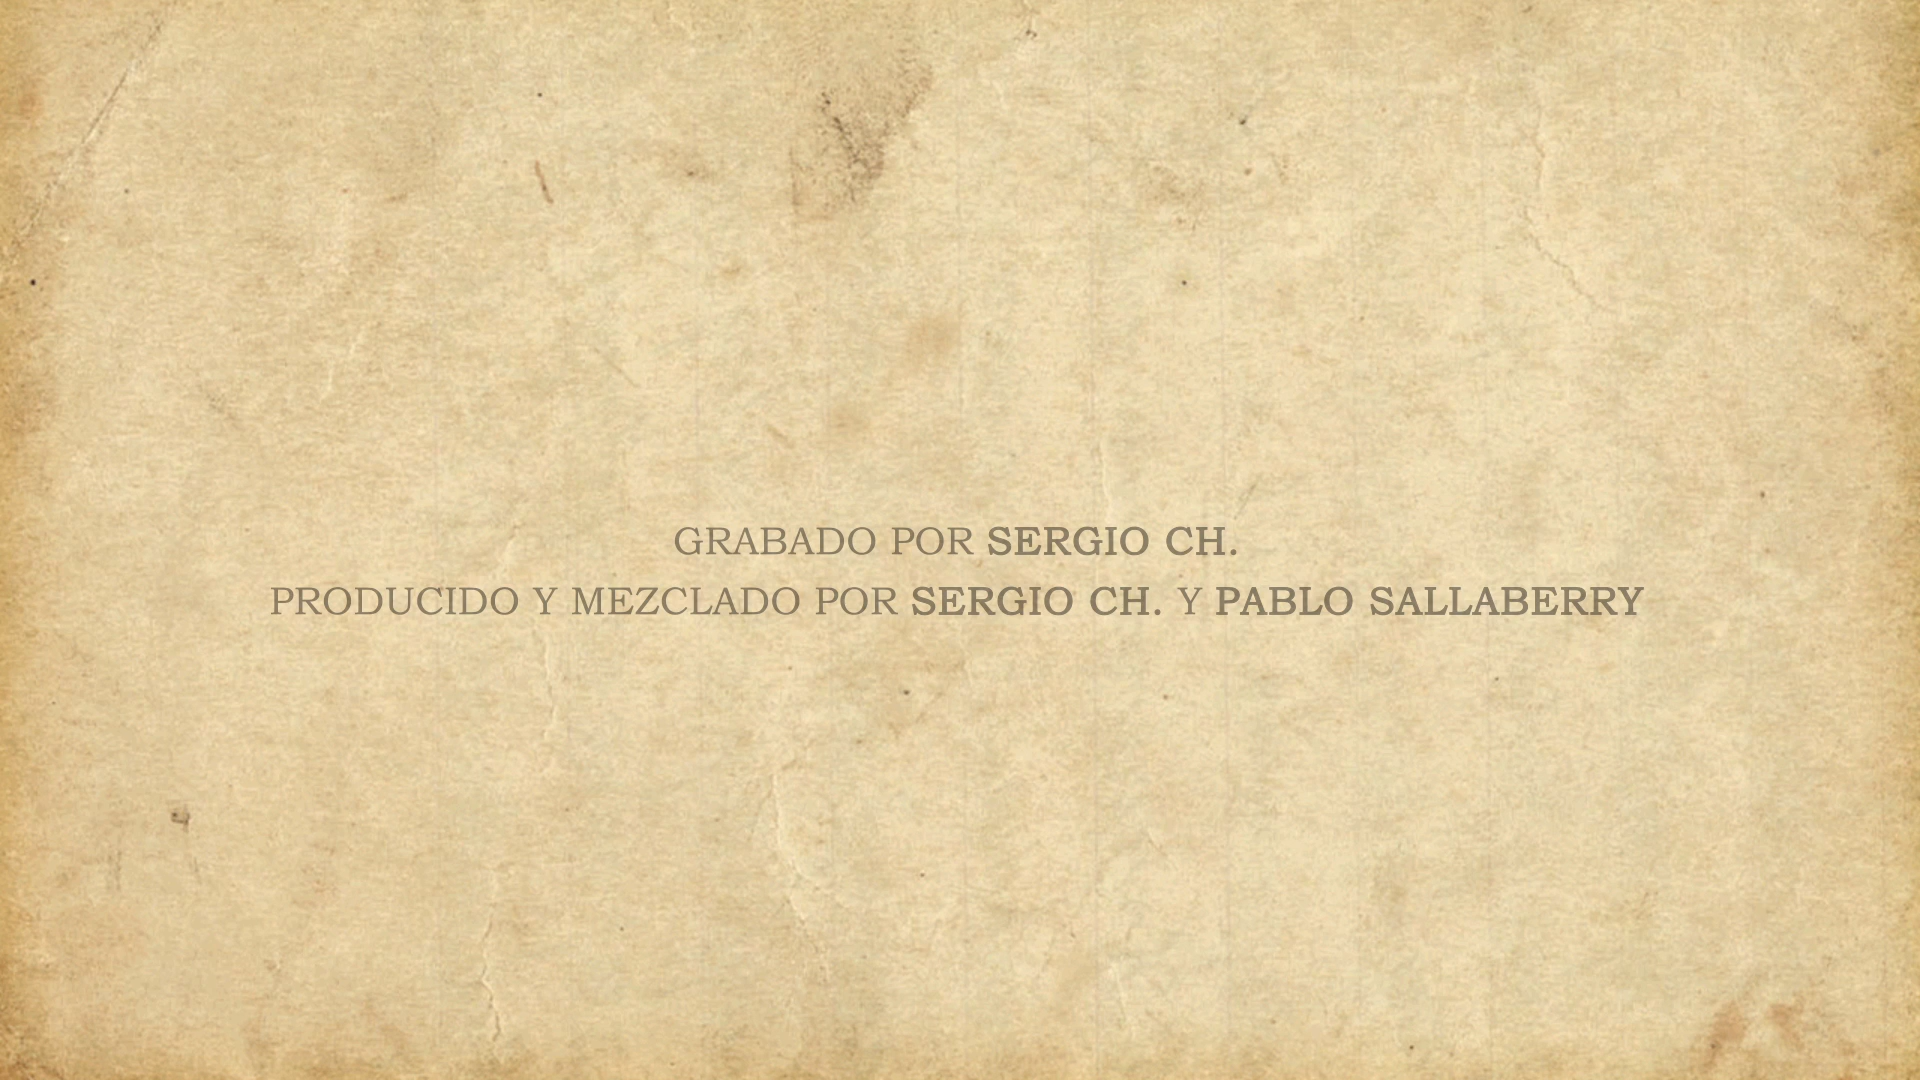 GRABADO POR SERGIO CH.
PRODUCIDO Y MEZCLADO POR SERGIO CH. Y PABLO SALLABERRY